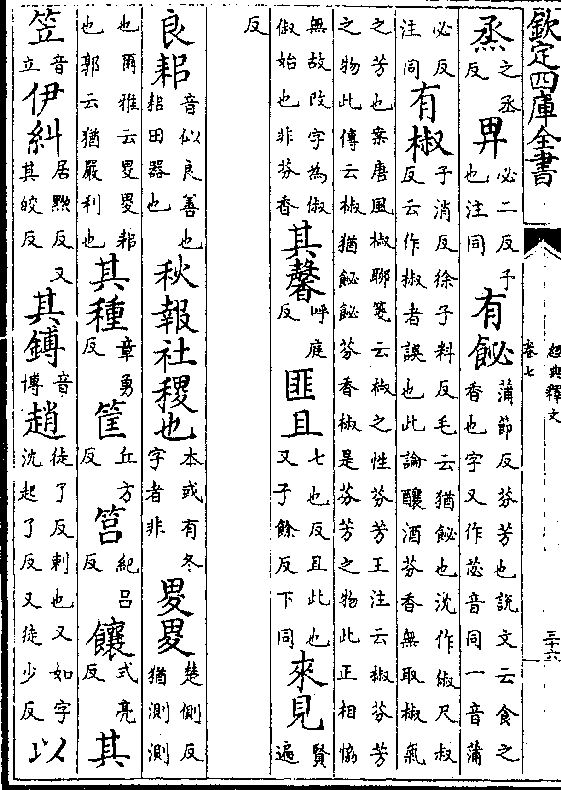 欽定四庫全書
經典釋文
卷七
三十六
烝之丞反畀必二反予也注同有飶蒲節反芬芳也說文云食之香也字又作苾音同一音蒲
必反注同有椒子消反徐子料反毛云猶飶也沈作俶尺叔反云作椒者誤也此論釀酒芬香無取椒氣
之芳也案唐風椒聊箋云椒之性芬芳王注云椒芬芳之物此傳云椒猶飶飶芬香椒是芬芳之物此正相協
無故改字為俶俶始也非芬香其馨呼庭反匪且七也反且此也又子餘反下同來見賢遍
反
良耜音似良善也耜田器也秋報社稷也本或有冬字者非畟畟楚側反猶測測
也爾雅云畟畟耜也郭云猶嚴利也其種章勇反筐丘方反筥紀呂反饟式亮反其
笠音立伊糾居黝反又其皎反其鎛音博趙徒了反刺也又如字沈起了反又徒少反以